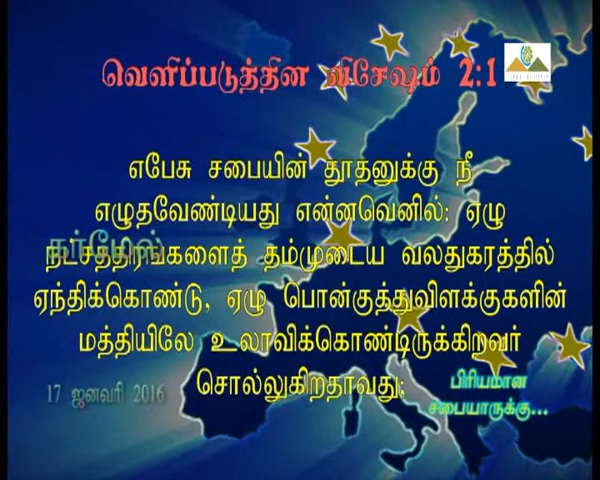 வெளிப்படுத்தின விசேஷம் 2:1
எபேசு சபையின் தூதனுக்கு நீ
எழுதவேண்டியது என்னவெனில்: ஏழு
நட்சத்திரங்களைத் தம்முடைய வலதுகரத்தில்
ஏந்திக்கொண்டு, ஏழு பொன்குத்துவிளக்குகளின்
மத்தியிலே உலாவிக்கொண்டிருக்கிறவர்
சொல்லுகிறதாவது;
கர்மேல்
17 ஜனவரி 2016
பிரியமான
சபையாருக்கு...